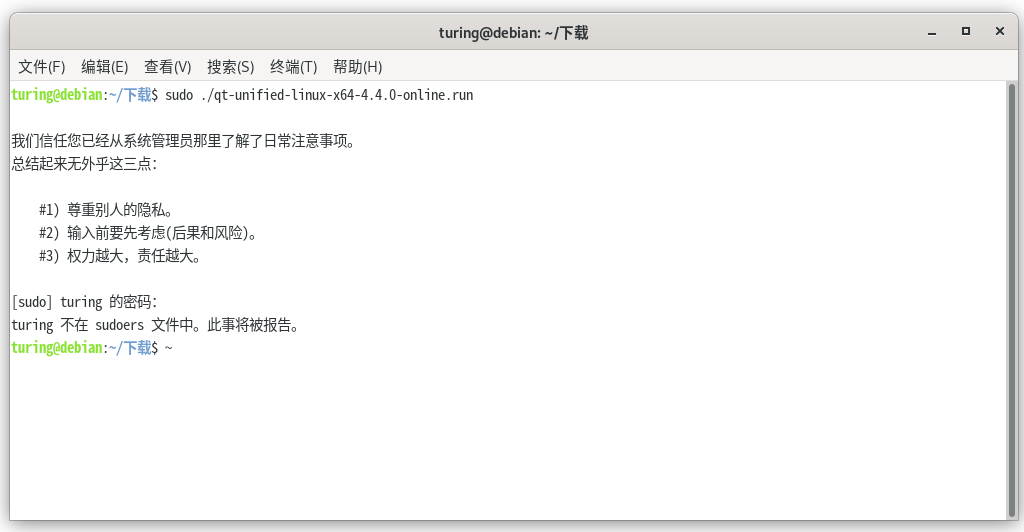 turing@debian: ~/下载
文件(F) 编辑(E) 查看(V) 搜索(S) 终端(T) 帮助(H)
turing@debian:~/下载$ sudo ./qt-unified-linux-x64-4.4.0-online.run
我们信任您已经从系统管理员那里了解了日常注意事项。
总结起来无外乎这三点：
#1) 尊重别人的隐私。
#2) 输入前要先考虑(后果和风险)。
#3) 权力越大，责任越大。
[sudo] turing 的密码：
turing 不在 sudoers 文件中。此事将被报告。
turing@debian:~/下载$ ~